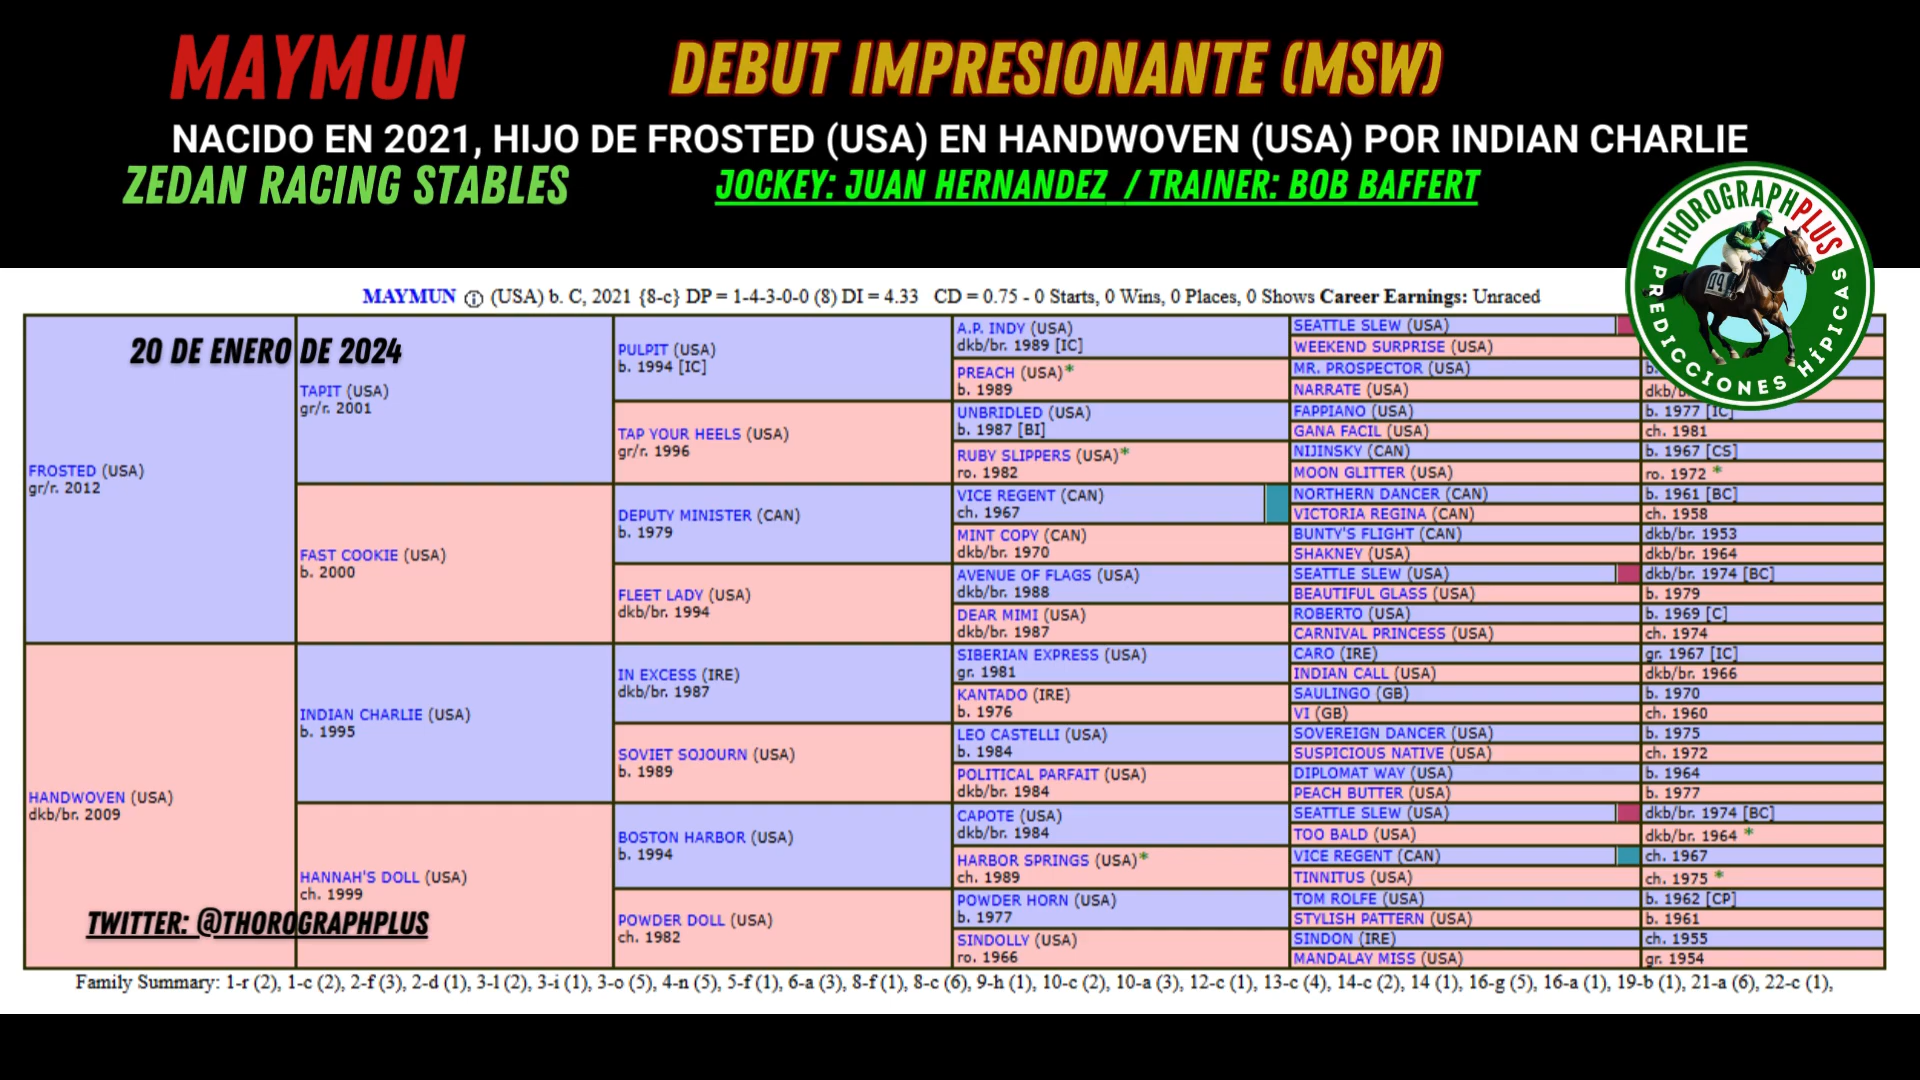 MAYMUN
DEBUT IMPRESIONANTE (MSW)
NACIDO EN 2021, HIJO DE FROSTED (USA) EN HANDWOVEN (USA) POR INDIAN CHARLIE
ZEDAN RACING STABLES
JOCKEY: JUAN HERNANDEZ / TRAINER: BOB BAFFERT
THOROGRAPHPLUS
PREDICCIONES HÍPICAS
MAYMUN (USA) b. C, 2021 {8-c} DP = 1-4-3-0-0 (8) DI = 4.33 CD = 0.75 - 0 Starts, 0 Wins, 0 Places, 0 Shows Career Earnings: Unraced
20 DE ENERO DE 2024
FROSTED (USA)
gr/r. 2012
HANDWOVEN (USA)
dkb/br. 2009
TWITTER: @THOROGRAPHPLUS
TAPIT (USA)
gr/r. 2001
FAST COOKIE (USA)
b. 2000
INDIAN CHARLIE (USA)
b. 1995
HANNAH'S DOLL (USA)
ch. 1999
PULPIT (USA)
b. 1994 [IC]
TAP YOUR HEELS (USA)
gr/r. 1996
DEPUTY MINISTER (CAN)
b. 1979
FLEET LADY (USA)
dkb/br. 1994
IN EXCESS (IRE)
dkb/br. 1987
SOVIET SOJOURN (USA)
b. 1989
BOSTON HARBOR (USA)
b. 1994
POWDER DOLL (USA)
ch. 1982
A.P. INDY (USA)
dkb/br. 1989 [IC]
PREACH (USA)*
b. 1989
UNBRIDLED (USA)
b. 1987 [BI]
RUBY SLIPPERS (USA)*
ro. 1982
VICE REGENT (CAN)
ch. 1967
MINT COPY (CAN)
dkb/br. 1970
AVENUE OF FLAGS (USA)
dkb/br. 1988
DEAR MIMI (USA)
dkb/br. 1987
SIBERIAN EXPRESS (USA)
gr. 1981
KANTADO (IRE)
b. 1976
LEO CASTELLI (USA)
b. 1984
POLITICAL PARFAIT (USA)
dkb/br. 1984
CAPOTE (USA)
dkb/br. 1984
HARBOR SPRINGS (USA)*
ch. 1989
POWDER HORN (USA)
b. 1977
SINDOLLY (USA)
ro. 1966
SEATTLE SLEW (USA)
WEEKEND SURPRISE (USA)
MR. PROSPECTOR (USA) b.
NARRATE (USA)
FAPPIANO (USA) b. 1977 [IC]
GANA FACIL (USA) ch. 1981
NIJINSKY (CAN) b. 1967 [CS]
MOON GLITTER (USA) ro. 1972 *
NORTHERN DANCER (CAN) b. 1961 [BC]
VICTORIA REGINA (CAN) ch. 1958
BUNTY'S FLIGHT (CAN) dkb/br. 1953
SHAKNEY (USA) dkb/br. 1964
SEATTLE SLEW (USA) dkb/br. 1974 [BC]
BEAUTIFUL GLASS (USA) b. 1979
ROBERTO (USA) b. 1969 [C]
CARNIVAL PRINCESS (USA) ch. 1974
CARO (IRE) gr. 1967 [IC]
INDIAN CALL (USA) dkb/br. 1966
SAULINGO (GB) b. 1970
VI (GB) ch. 1960
SOVEREIGN DANCER (USA) b. 1975
SUSPICIOUS NATIVE (USA) ch. 1972
DIPLOMAT WAY (USA) b. 1964
PEACH BUTTER (USA) b. 1977
SEATTLE SLEW (USA) dkb/br. 1974 [BC]
TOO BALD (USA) dkb/br. 1964 *
VICE REGENT (CAN) ch. 1967
TINNITUS (USA) ch. 1975 *
TOM ROLFE (USA) b. 1962 [CP]
STYLISH PATTERN (USA) b. 1961
SINDON (IRE) ch. 1955
MANDALAY MISS (USA) gr. 1954
Family Summary: 1-r (2), 1-c (2), 2-f (3), 2-d (1), 3-l (2), 3-i (1), 3-o (5), 4-n (5), 5-f (1), 6-a (3), 8-f (1), 8-c (6), 9-h (1), 10-c (2), 10-a (3), 12-c (1), 13-c (4), 14-c (2), 14 (1), 16-g (5), 16-a (1), 19-b (1), 21-a (6), 22-c (1),